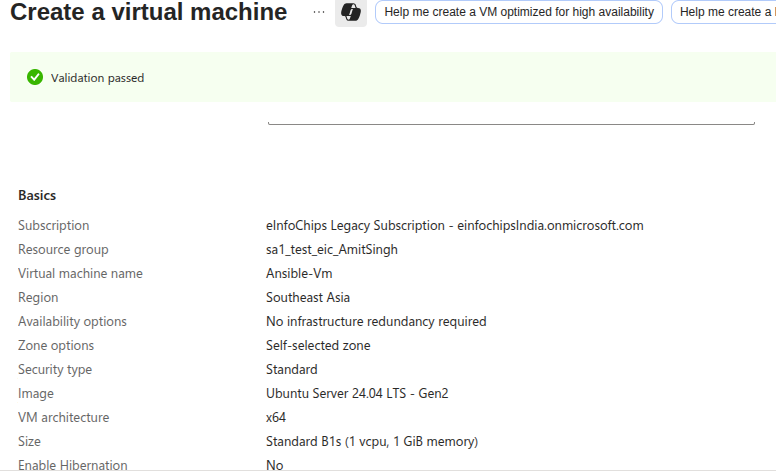 Create a virtual machine ... Help me create a VM optimized for high availability Help me create a
Validation passed
Basics
Subscription eInfoChips Legacy Subscription - einfochipsIndia.onmicrosoft.com
Resource group sa1_test_eic_AmitSingh
Virtual machine name Ansible-Vm
Region Southeast Asia
Availability options No infrastructure redundancy required
Zone options Self-selected zone
Security type Standard
Image Ubuntu Server 24.04 LTS - Gen2
VM architecture x64
Size Standard B1s (1 vcpu, 1 GiB memory)
Enable Hibernation No